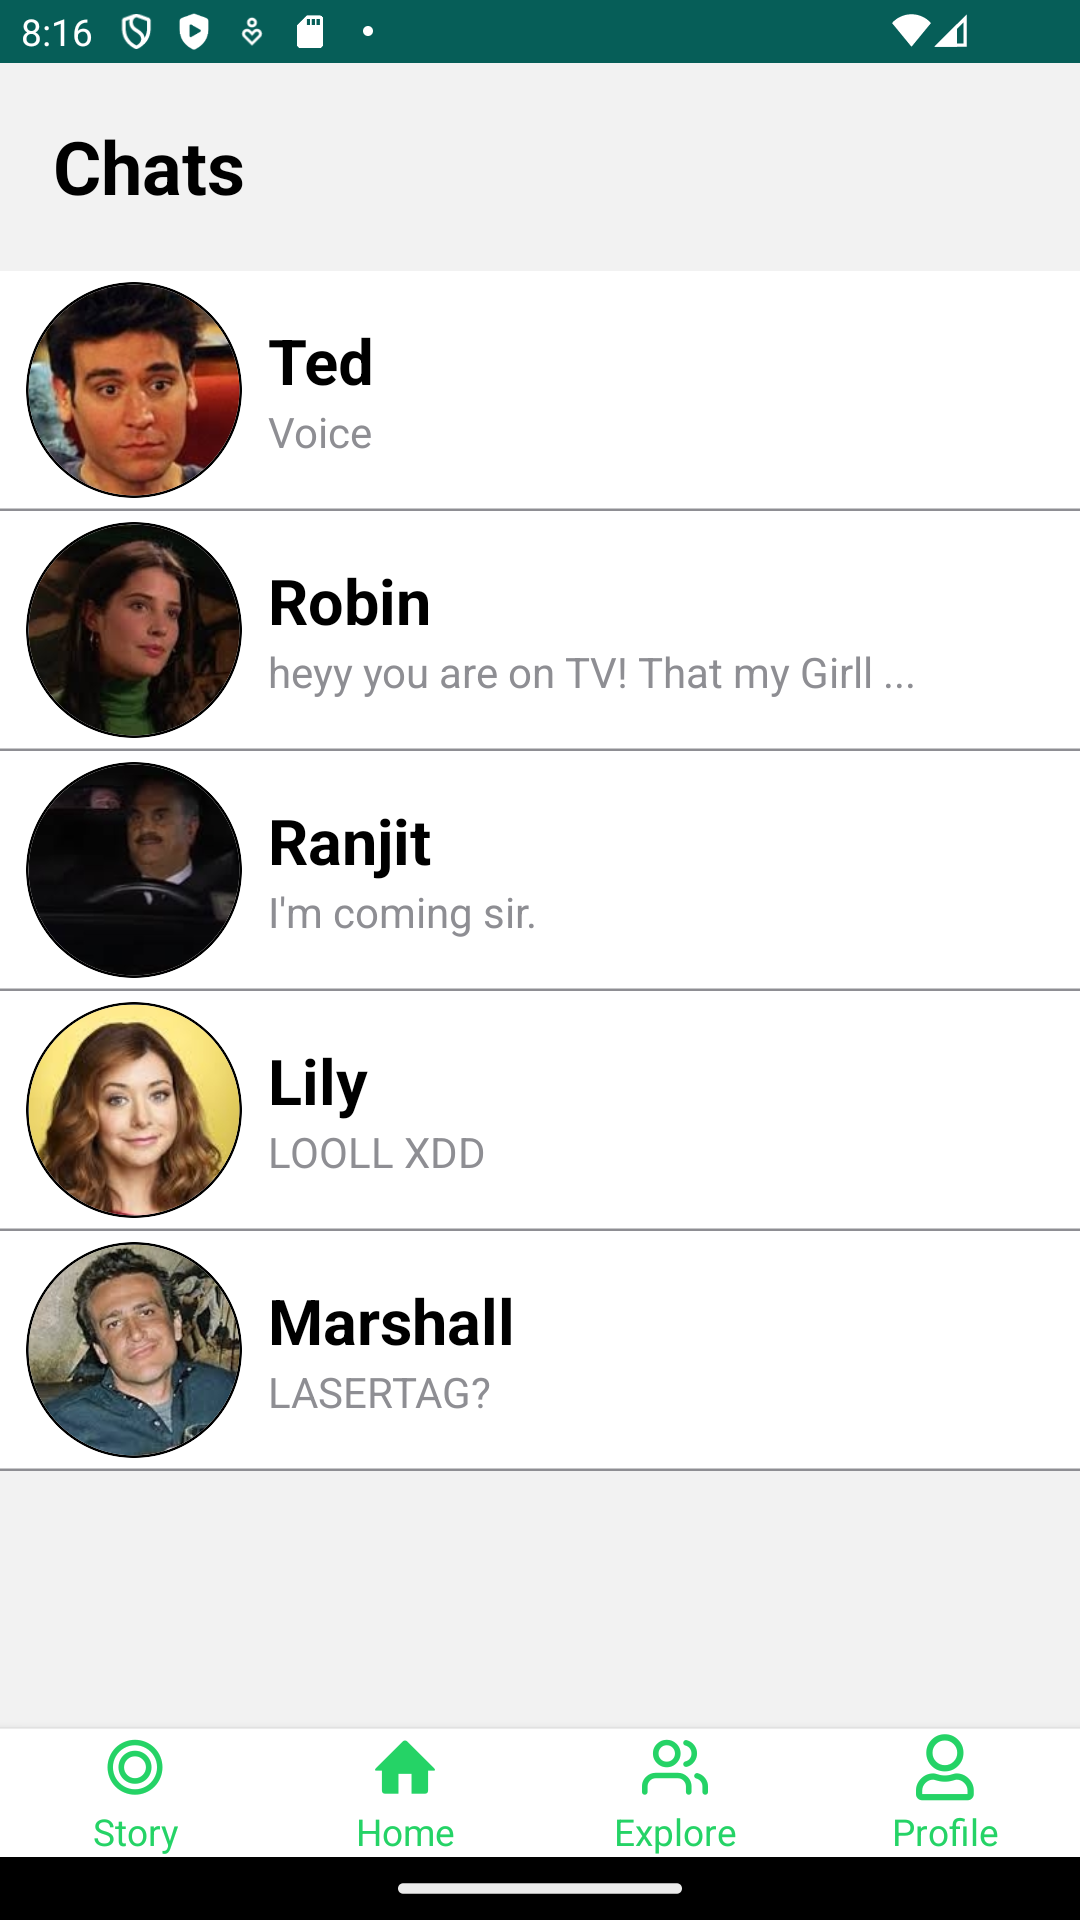 8:16
Chats
Ted
Voice
Robin
heyy you are on TV! That my Girll ...
Ranjit
I'm coming sir.
Lily
LOOLL XDD
Marshall
LASERTAG?
Story
Home
Explore
Profile